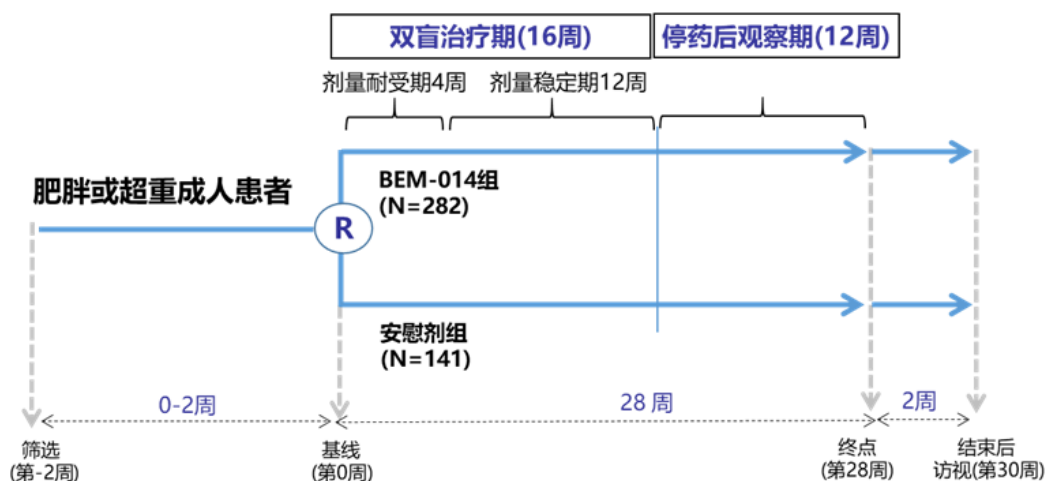 双盲治疗期(16周)
停药后观察期(12周)
剂量耐受期4周
剂量稳定期12周
肥胖或超重成人患者
BEM-014组
(N=282)
R
安慰剂组
(N=141)
0-2周
28 周
2周
筛选
(第-2周)
基线
(第0周)
终点
(第28周)
结束后
访视(第30周)